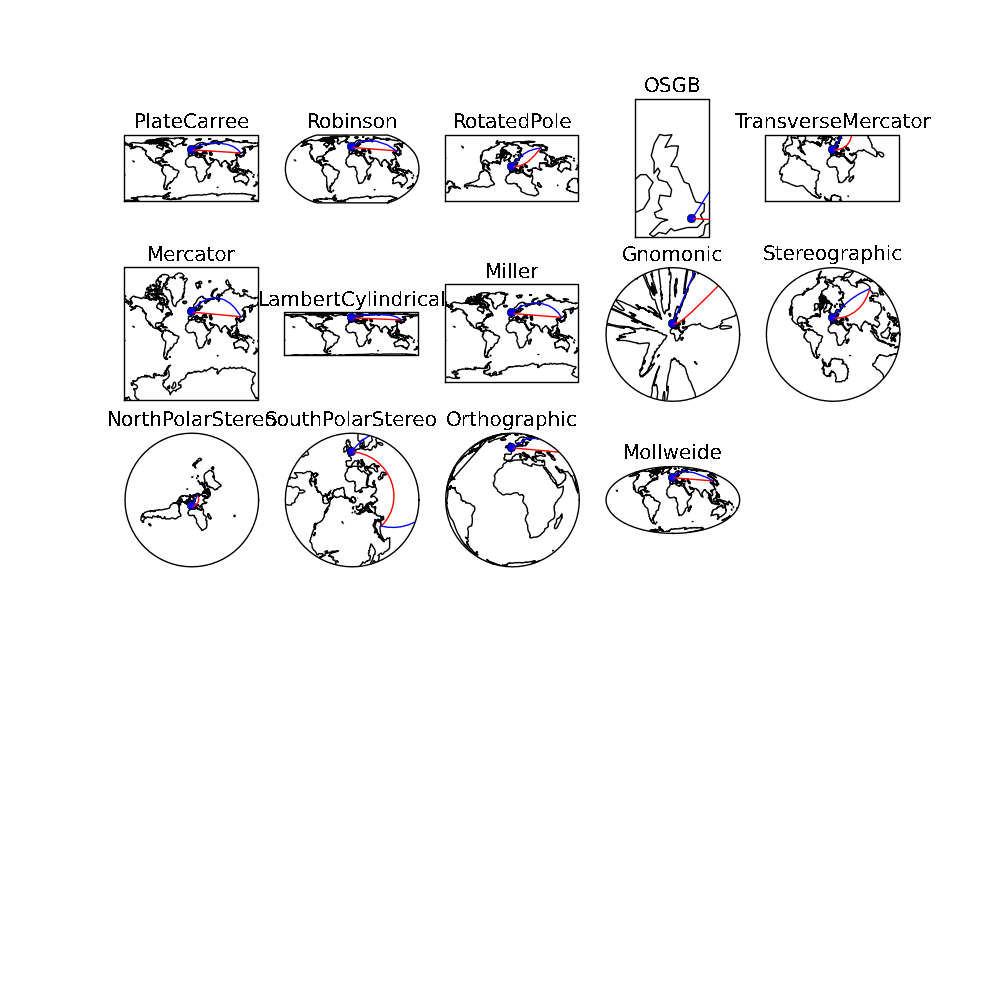 OSGB
PlateCarree
Robinson
RotatedPole
TransverseMercator
Mercator
LambertCylindrical
Miller
Gnomonic
Stereographic
NorthPolarStereo
SouthPolarStereo
Orthographic
Mollweide